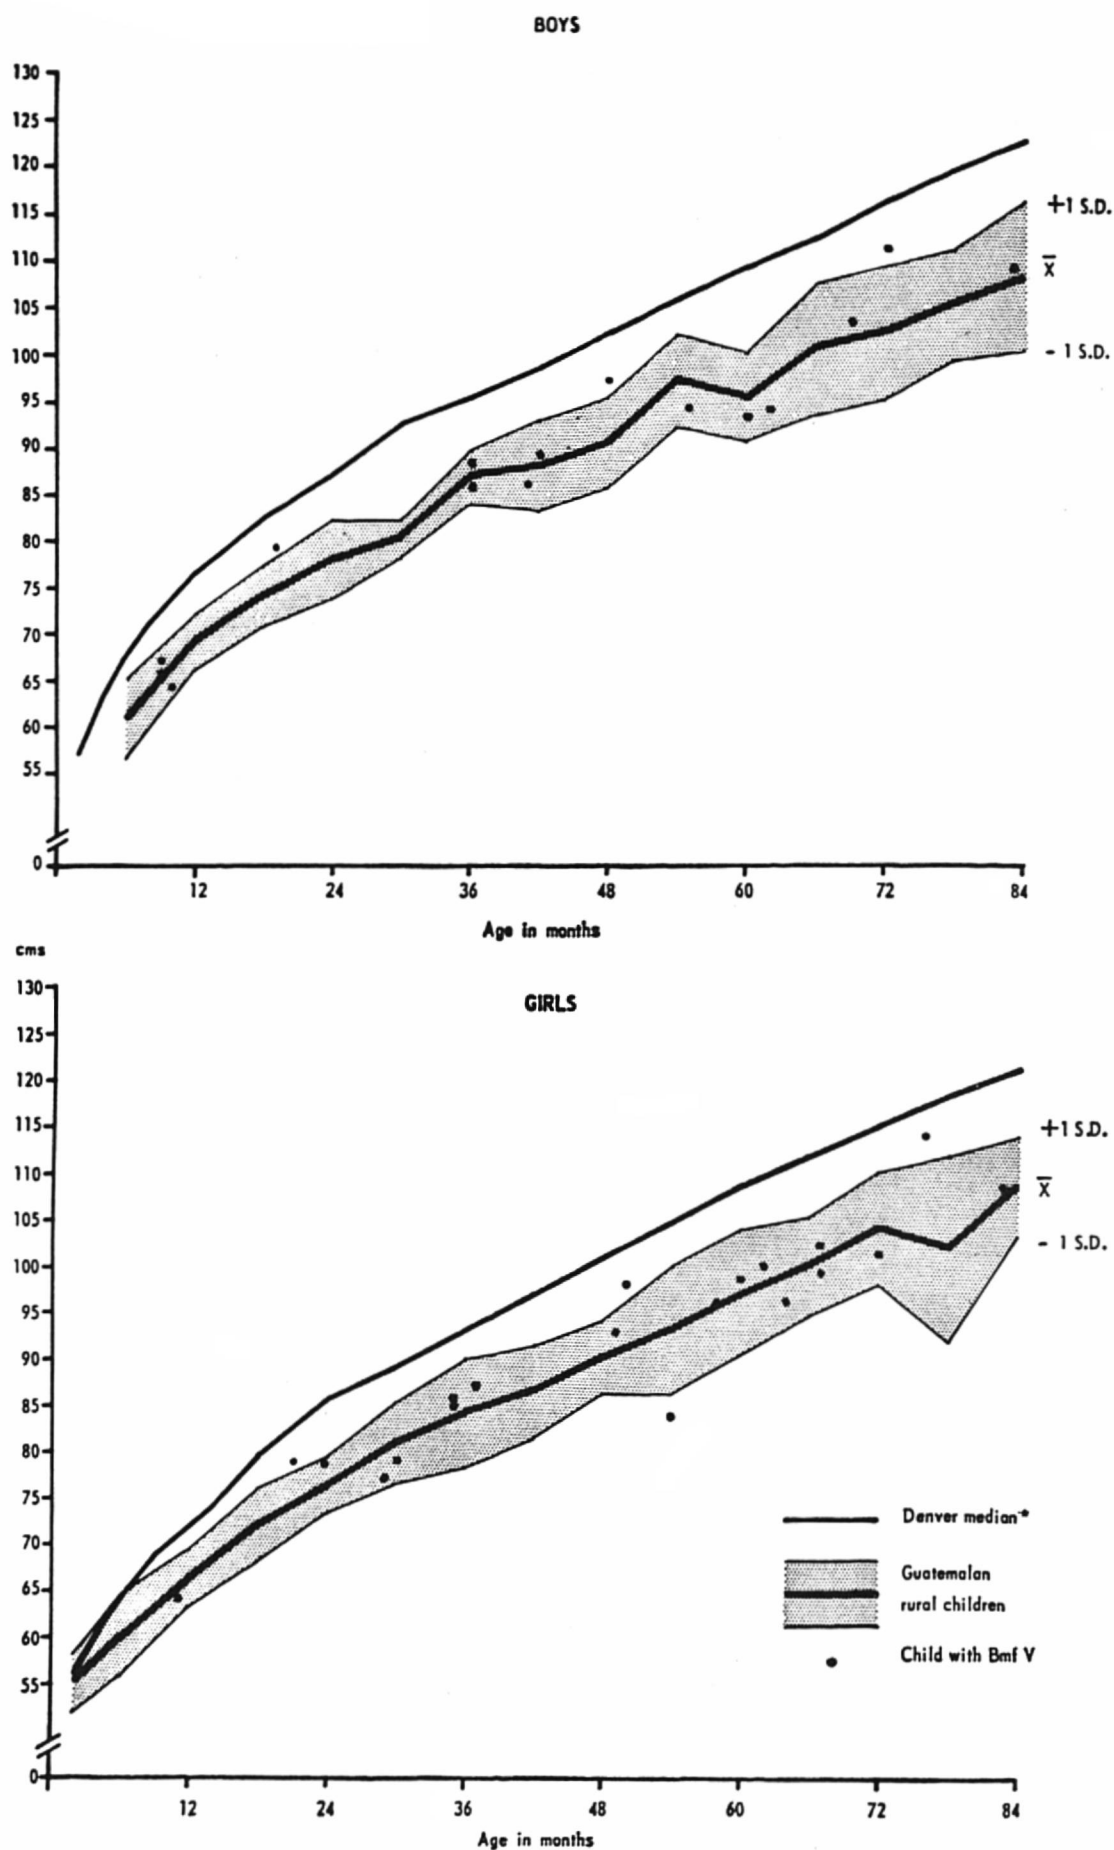 BOYS
130
125
120
115
110
105
100
95
90
85
80
75
70
65
60
55
0
+1 S.D.
x̄
- 1 S.D.
12 24 36 48 60 72 84
Age in months
cms
GIRLS
130
125
120
115
110
105
100
95
90
85
80
75
70
65
60
55
0
+1 S.D.
x̄
- 1 S.D.
Denver median*
Guatemalan
rural children
Child with Bmf V
12 24 36 48 60 72 84
Age in months